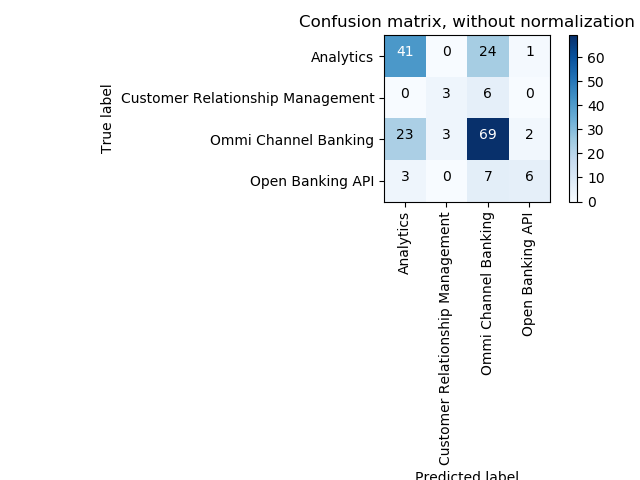 Confusion matrix, without normalization
True label
Analytics 41 0 24 1
Customer Relationship Management 0 3 6 0
Ommi Channel Banking 23 3 69 2
Open Banking API 3 0 7 6
Analytics
Customer Relationship Management
Ommi Channel Banking
Open Banking API
Predicted label
60
50
40
30
20
10
0